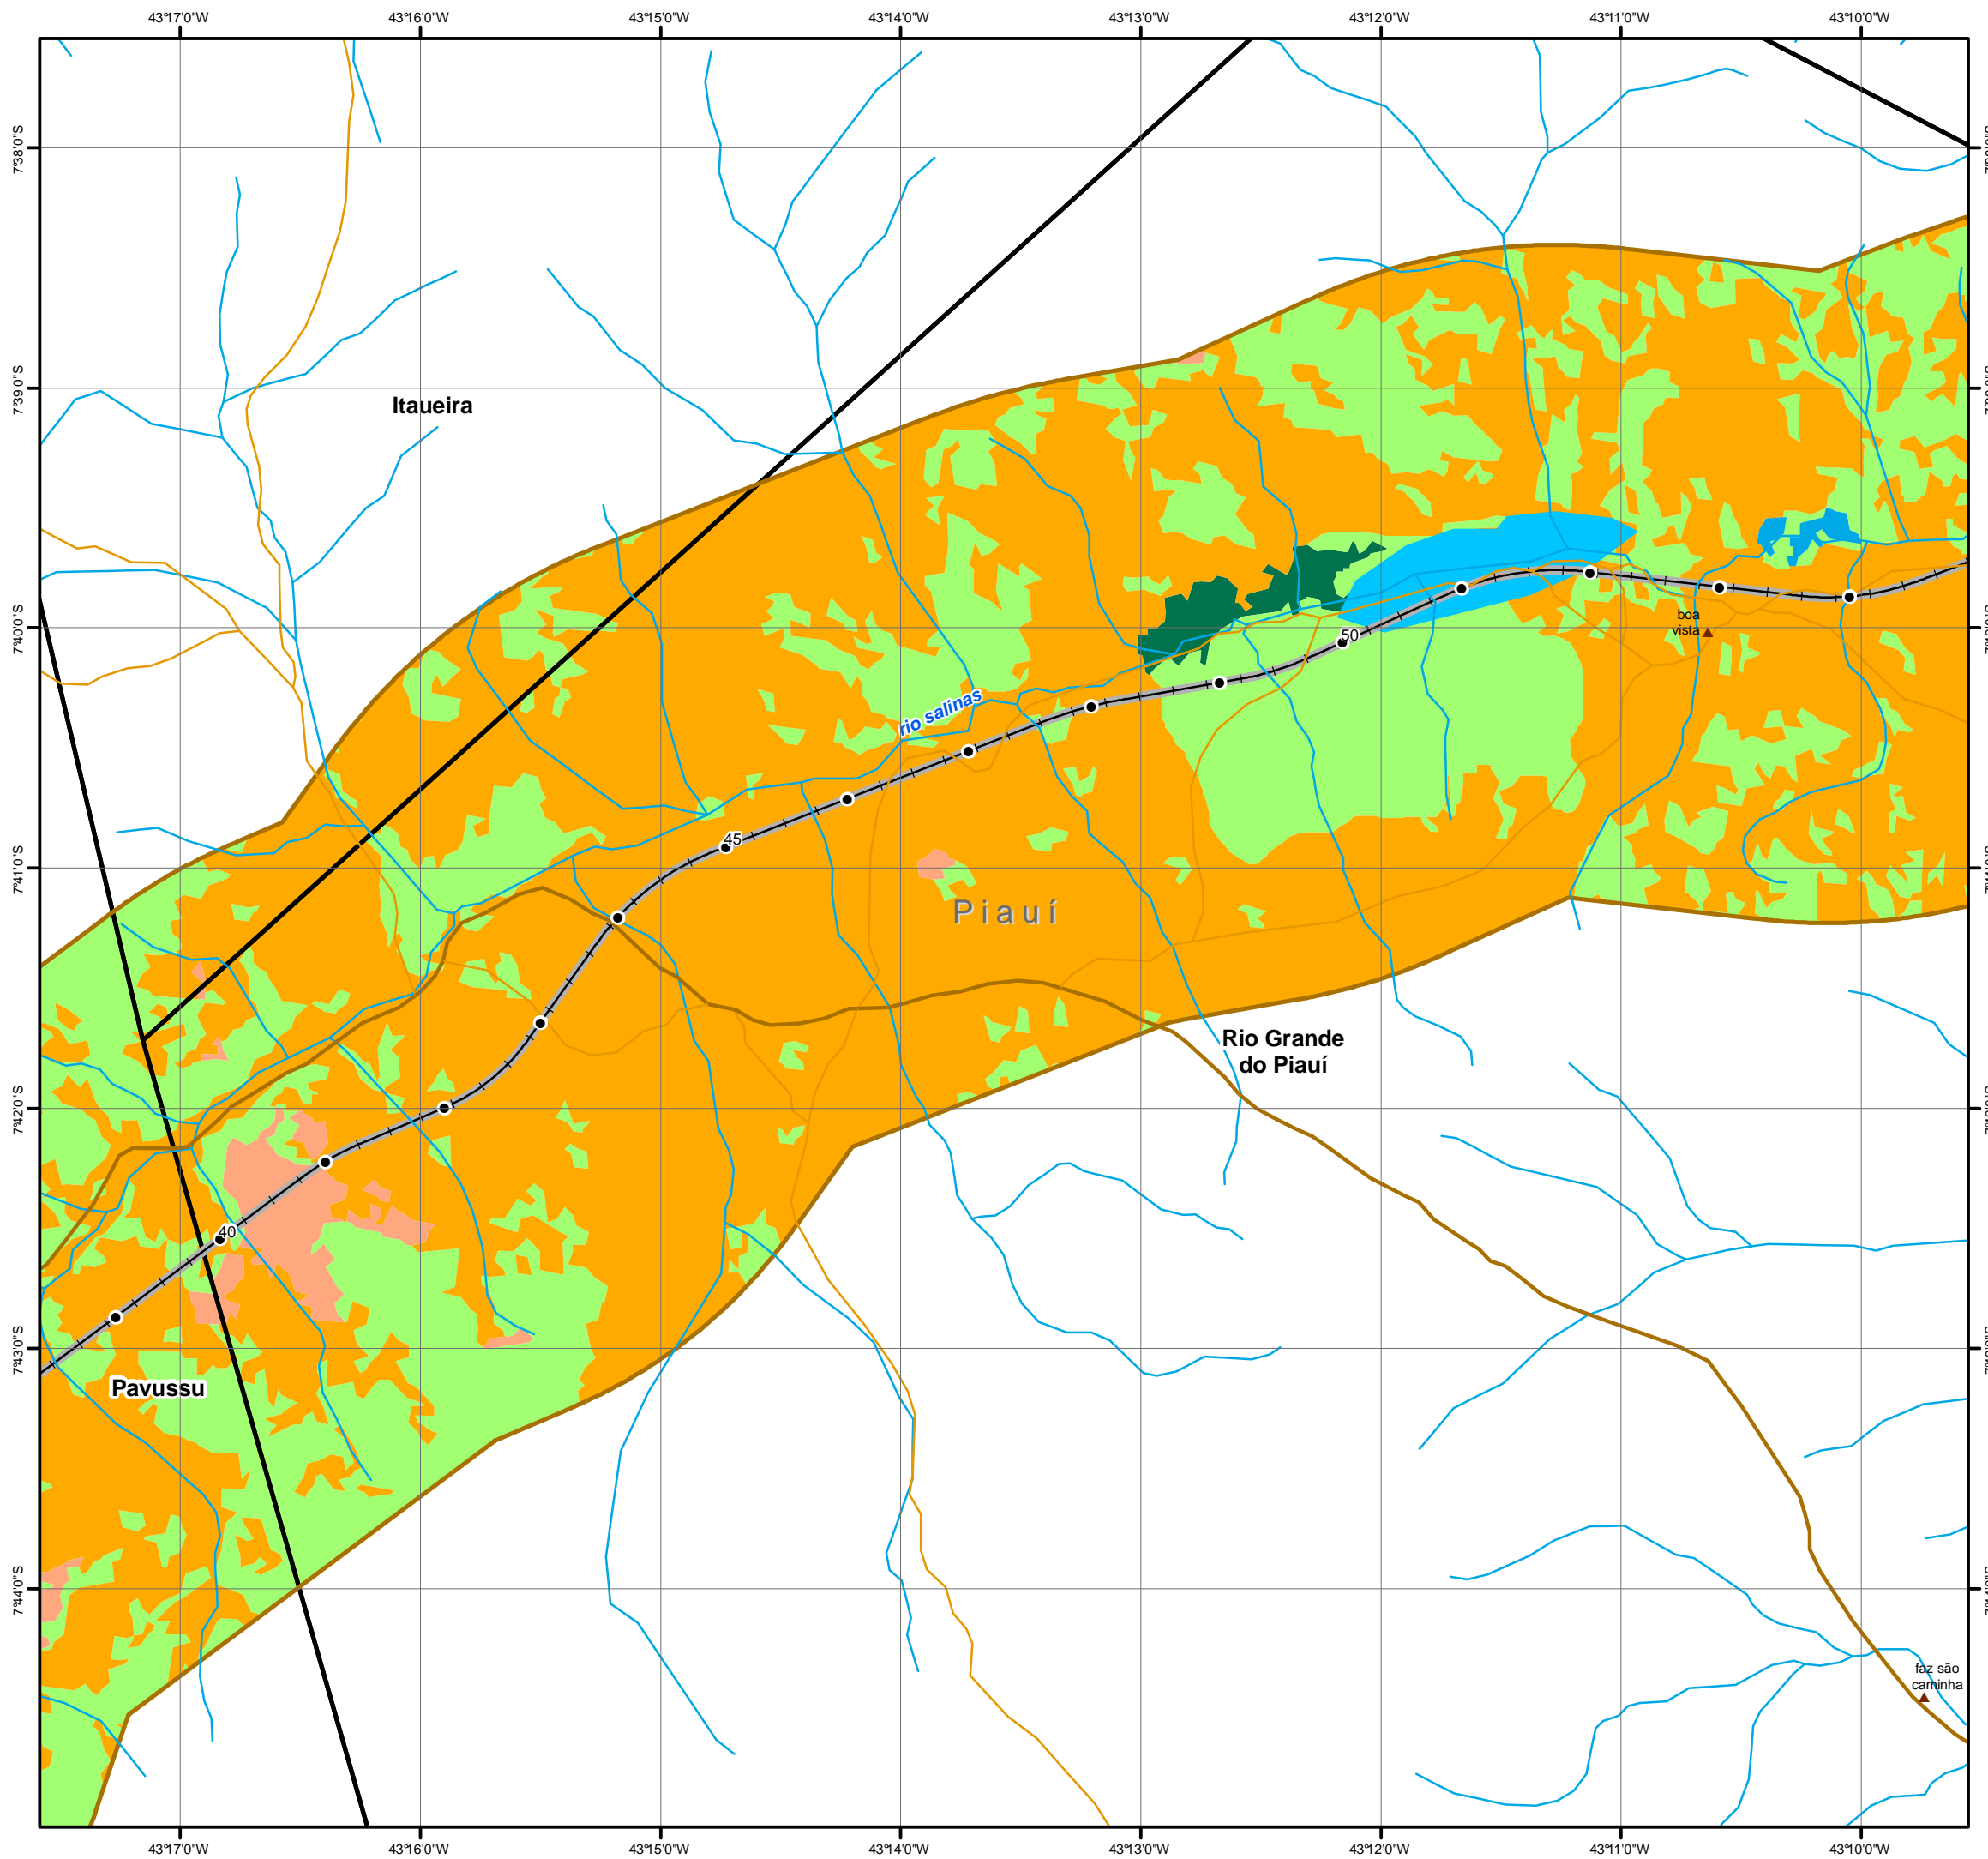 43°17'0"W 43°16'0"W 43°15'0"W 43°14'0"W 43°13'0"W 43°12'0"W 43°11'0"W 43°10'0"W
7°38'0"S
7°39'0"S
Itaueira
7°40'0"S
boa
vista
50
rio salinas
45
7°41'0"S
Piauí
Rio Grande
do Piauí
7°42'0"S
40
7°43'0"S
Pavussu
7°44'0"S
faz são
caminha
43°17'0"W 43°16'0"W 43°15'0"W 43°14'0"W 43°13'0"W 43°12'0"W 43°11'0"W 43°10'0"W